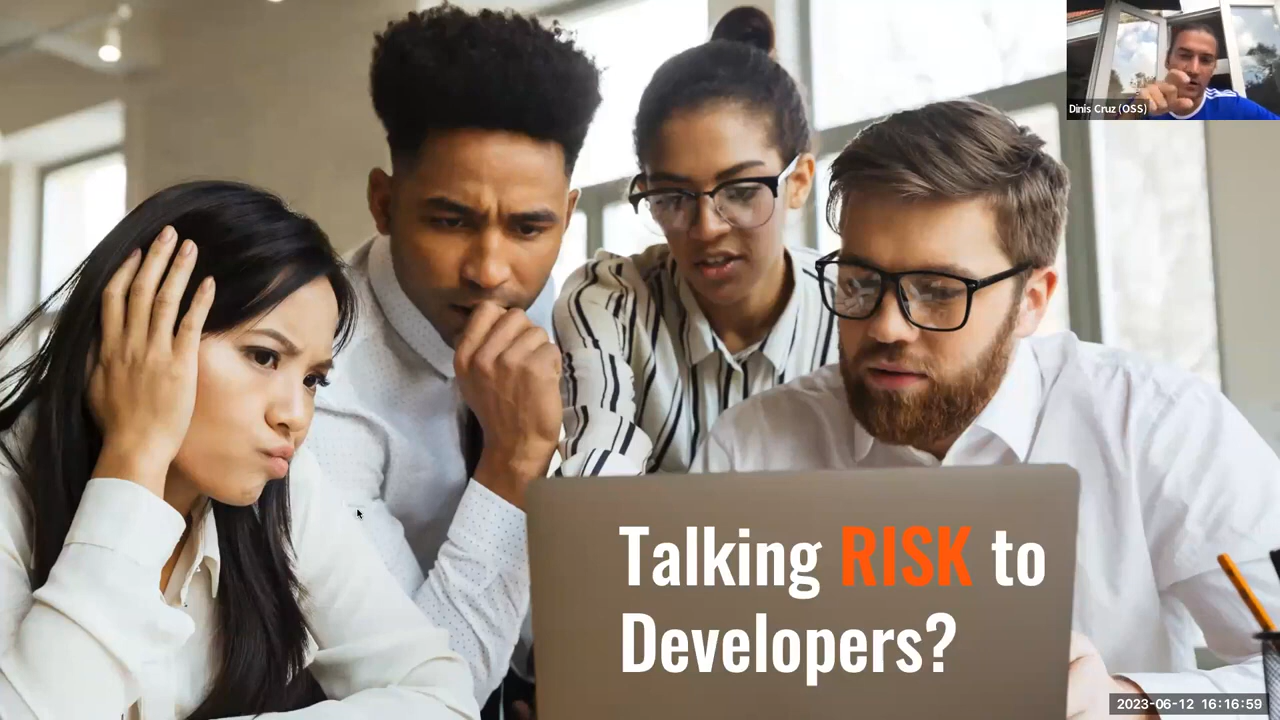 Dinis Cruz (OSS)
Talking RISK to
Developers?
2023-06-12 16:16:59